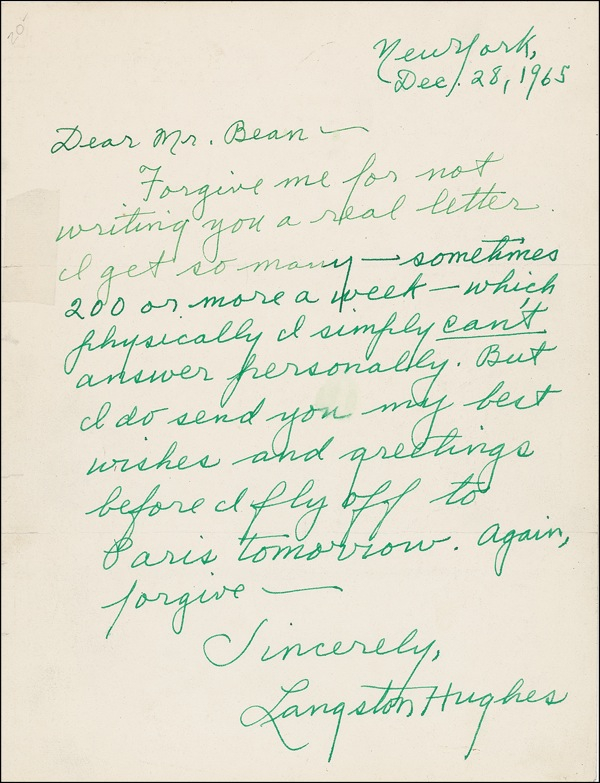 20-
New York,
Dec. 28, 1965
Dear Mr. Bean —
Forgive me for not
writing you a real letter
I get so many — sometimes
200 or more a week — which
physically I simply can't
answer personally. But
I do send you my best
wishes and greetings
before I fly off to
Paris tomorrow. Again,
forgive —
Sincerely,
Langston Hughes